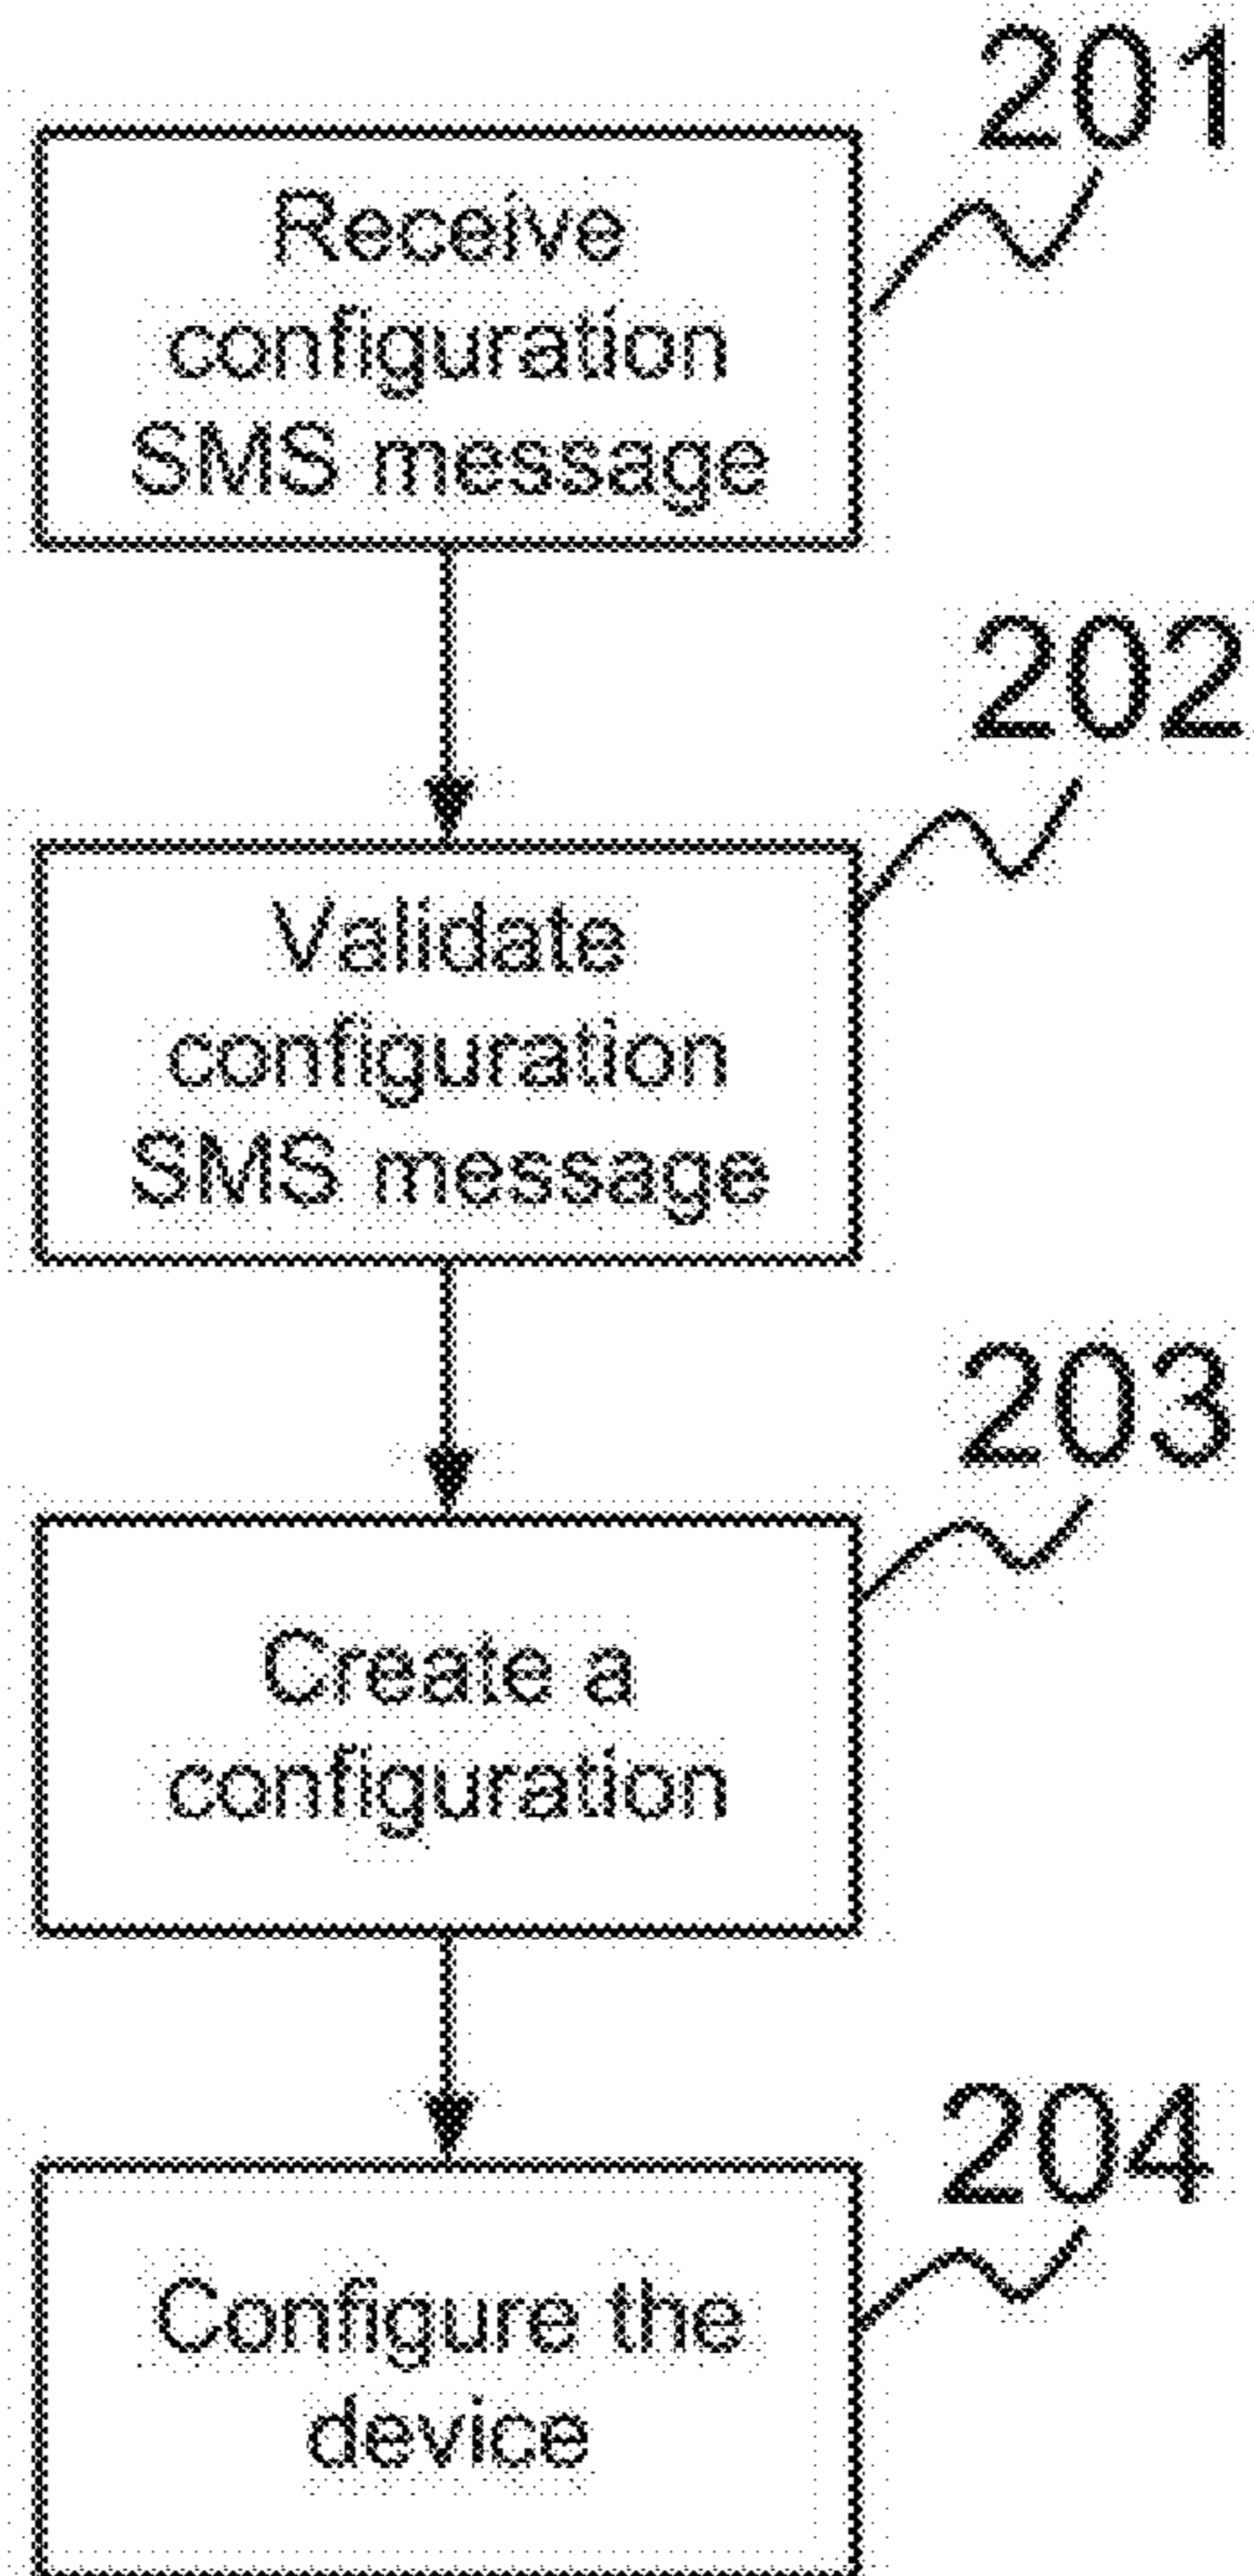 201
Receive
configuration
SMS message
202
Validate
configuration
SMS message
203
Create a
configuration
204
Configure the
device